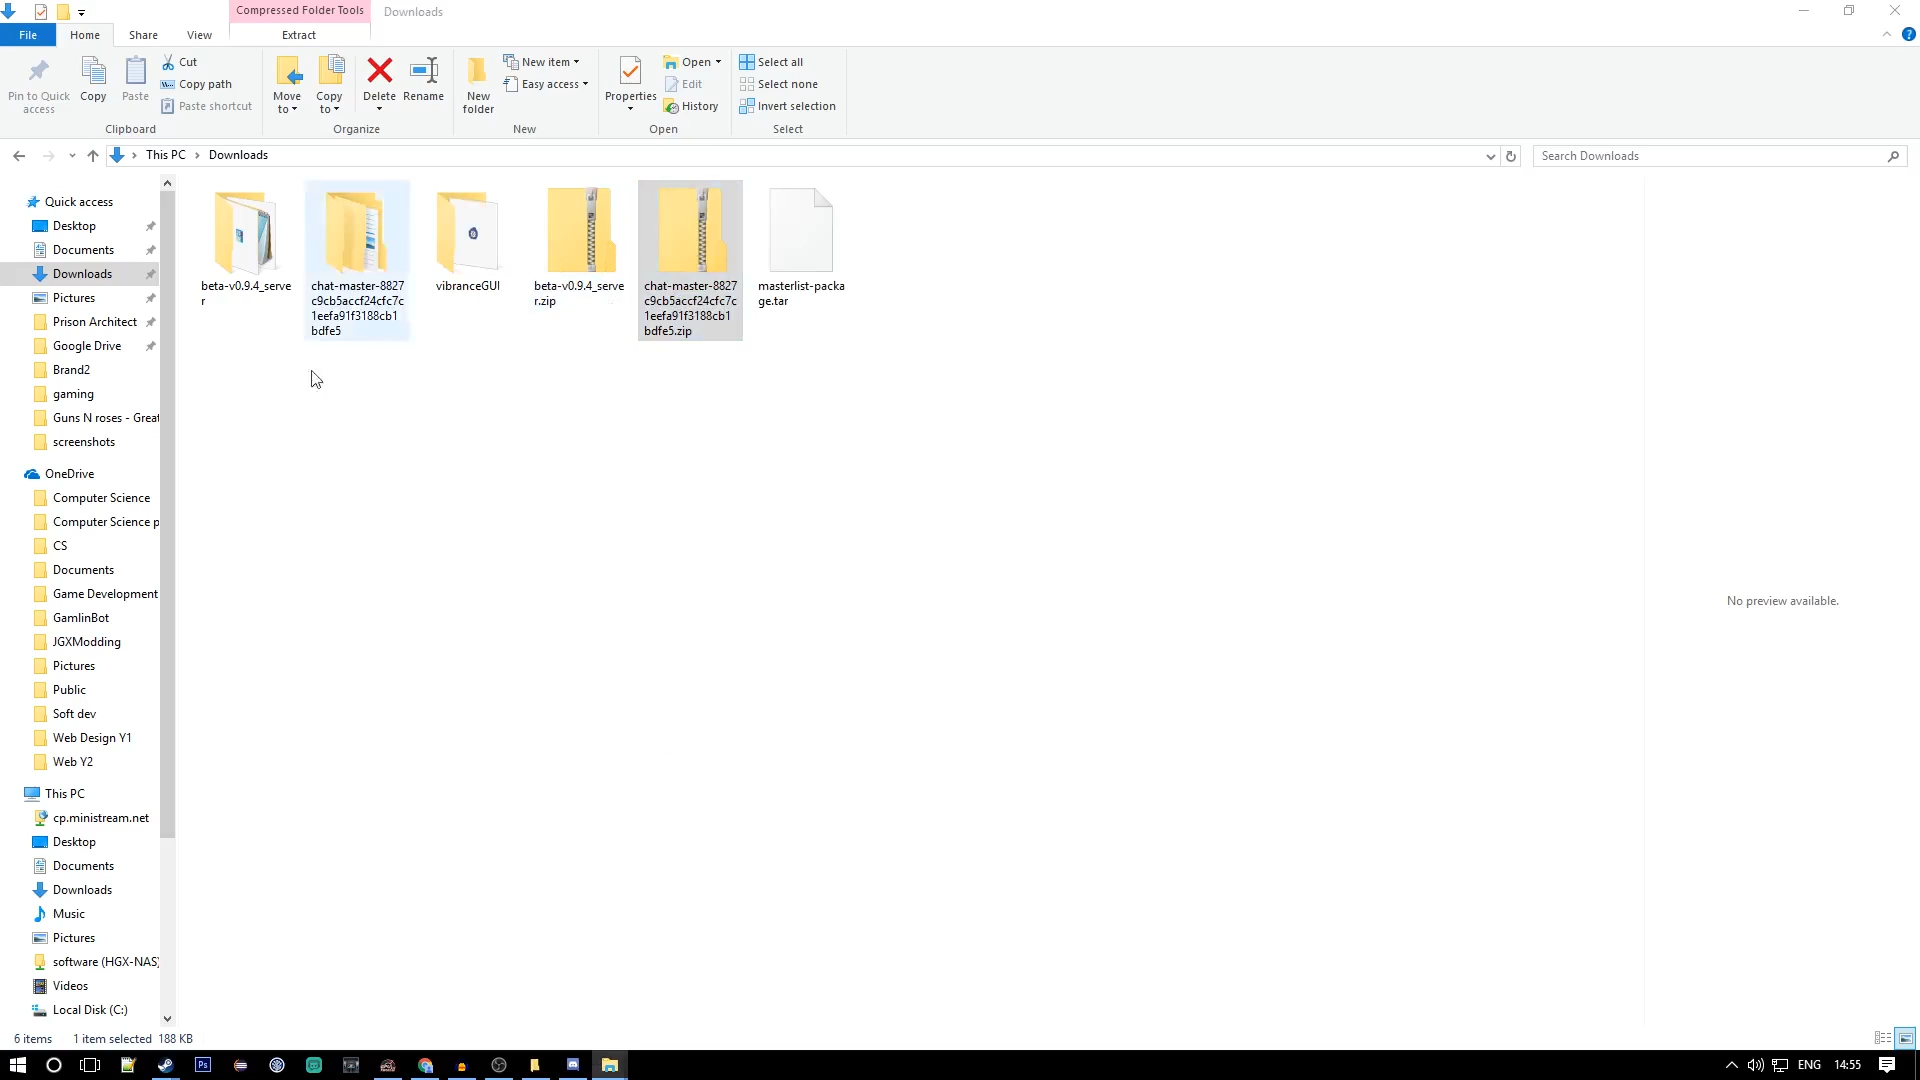 Compressed Folder Tools
Downloads
File
Home
Share
View
Extract
Pin to Quick
access
Copy
Paste
Cut
Copy path
Paste shortcut
Clipboard
Move
to
Copy
to
Delete
Rename
Organize
New
folder
New item
Easy access
New
Properties
Open
Edit
History
Open
Select all
Select none
Invert selection
Select
This PC
Downloads
Search Downloads
Quick access
Desktop
Documents
Downloads
Pictures
Prison Architect
Google Drive
Brand2
gaming
Guns N roses - Great
screenshots
OneDrive
Computer Science
Computer Science p
CS
Documents
Game Development
GamlinBot
JGXModding
Pictures
Public
Soft dev
Web Design Y1
Web Y2
This PC
cp.ministream.net
Desktop
Documents
Downloads
Music
Pictures
software (HGX-NAS)
Videos
Local Disk (C:)
beta-v0.9.4_serve
r
chat-master-8827
c9cb5accf24cfc7c
1eefa91f3188cb1
bdfe5
vibranceGUI
beta-v0.9.4_serve
r.zip
chat-master-8827
c9cb5accf24cfc7c
1eefa91f3188cb1
bdfe5.zip
masterlist-packa
ge.tar
No preview available.
6 items
1 item selected 188 KB
Ps
ENG
14:55